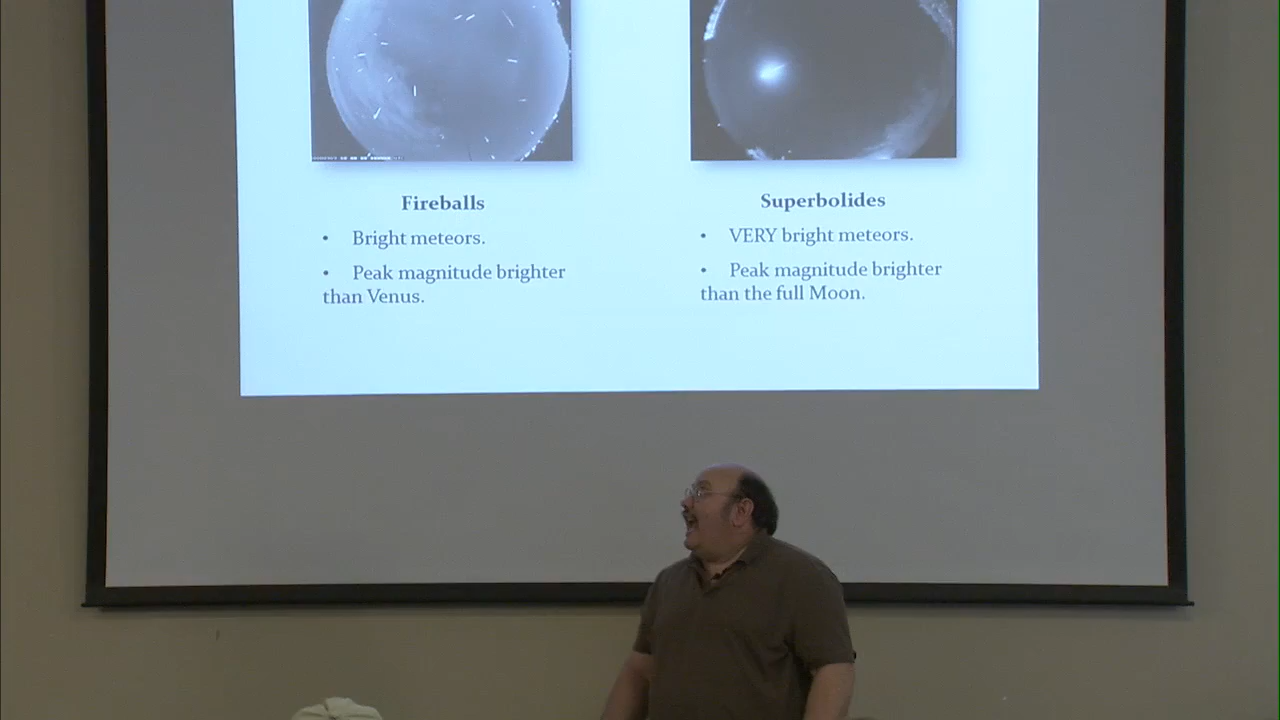 Fireballs
• Bright meteors.
• Peak magnitude brighter
than Venus.
Superbolides
• VERY bright meteors.
• Peak magnitude brighter
than the full Moon.